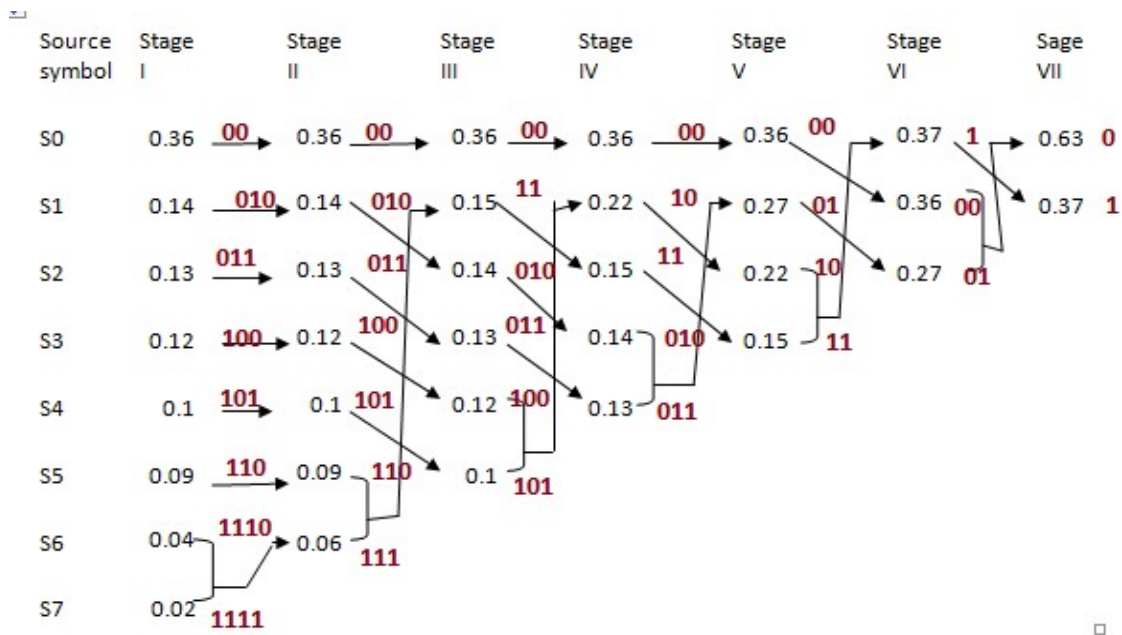 Source Stage Stage Stage Stage Stage Stage Sage
symbol I II III IV V VI VII
S0 0.36 00 0.36 00 0.36 00 0.36 00 0.36 00 0.37 1 0.63 0
S1 0.14 010 0.14 010 0.15 11 0.22 10 0.27 01 0.36 00 0.37 1
S2 0.13 011 0.13 011 0.14 010 0.15 11 0.22 10 0.27 01
S3 0.12 100 0.12 100 0.13 011 0.14 010 0.15 11
S4 0.1 101 0.1 101 0.12 100 0.13 011
S5 0.09 110 0.09 110 0.1 101
S6 0.04 1110 0.06 111
S7 0.02 1111